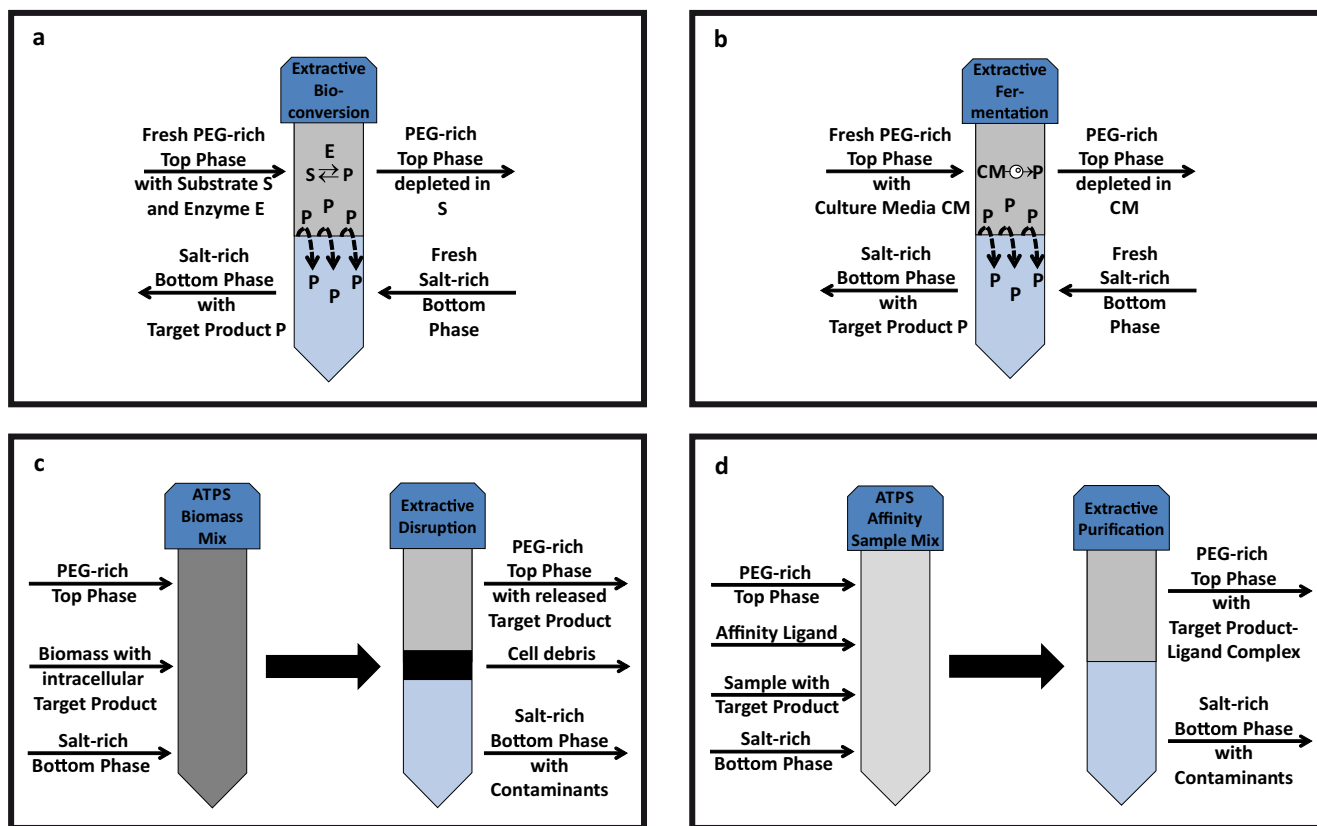 a
Extractive
Bio-
conversion
Fresh PEG-rich
Top Phase
with Substrate S
and Enzyme E
E
S ⇄ P
P
P P
PEG-rich
Top Phase
depleted in
S
Salt-rich
Bottom Phase
with
Target Product P
P P
P
Fresh
Salt-rich
Bottom
Phase
b
Extractive
Fer-
mentation
Fresh PEG-rich
Top Phase
with
Culture Media CM
CM P
P
P P
PEG-rich
Top Phase
depleted in
CM
Salt-rich
Bottom Phase
with
Target Product P
P P
P
Fresh
Salt-rich
Bottom
Phase
c
ATPS
Biomass
Mix
PEG-rich
Top Phase
Biomass with
intracellular
Target Product
Salt-rich
Bottom Phase
Extractive
Disruption
PEG-rich
Top Phase
with released
Target Product
Cell debris
Salt-rich
Bottom Phase
with
Contaminants
d
ATPS
Affinity
Sample Mix
PEG-rich
Top Phase
Affinity Ligand
Sample with
Target Product
Salt-rich
Bottom Phase
Extractive
Purification
PEG-rich
Top Phase
with
Target Product-
Ligand Complex
Salt-rich
Bottom Phase
with
Contaminants